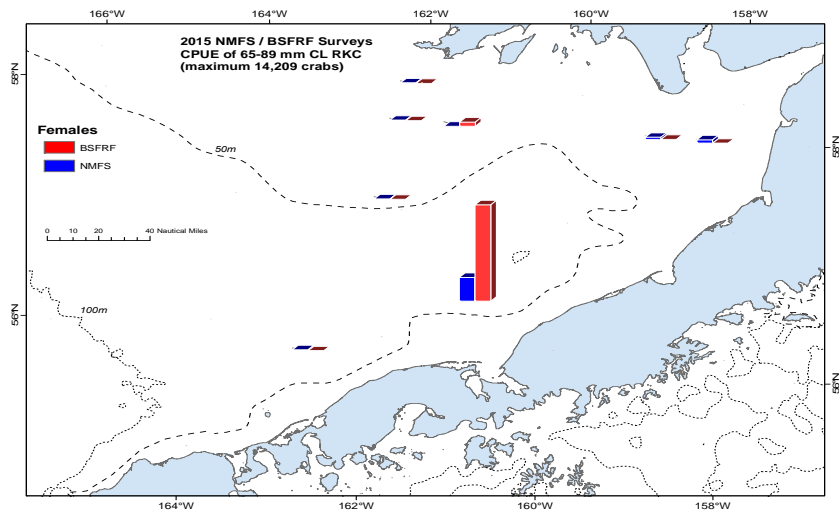 166°W 164°W 162°W 160°W 158°W
2015 NMFS / BSFRF Surveys
CPUE of 65-89 mm CL RKC
(maximum 14,209 crabs)
58°N
58°N
Females
BSFRF
NMFS
50m
0 10 20 40 Nautical Miles
100m
56°N
56°N
164°W 162°W 160°W 158°W